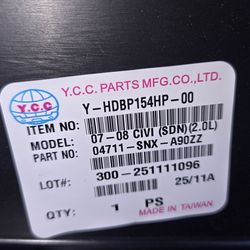 Y.C.C
Y.C.C. PARTS MFG.CO.,LTD.
Y-HDBP154HP-00
ITEM NO:
07-08 CIVI (SDN)(2.0L)
MODEL:
04711-SNX-A90ZZ
PART NO:
300-251111096
LOT#:
25/11A
QTY: 1 PS
MADE IN TAIWAN